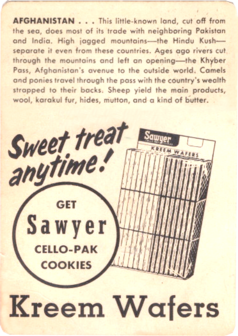 AFGHANISTAN . . . This little-known land, cut off from
the sea, does most of its trade with neighboring Pakistan
and India. High jagged mountains—the Hindu Kush—
separate it even from these countries. Ages ago rivers cut
through the mountains and left an opening—the Khyber
Pass, Afghanistan's avenue to the outside world. Camels
and ponies travel through the pass with the country's wealth
strapped to their backs. Sheep yield the main products,
wool, karakul fur, hides, mutton, and a kind of butter.
Sweet treat
anytime!
Sawyer
KREEM WAFERS
GET
Sawyer
CELLO-PAK
COOKIES
Kreem Wafers